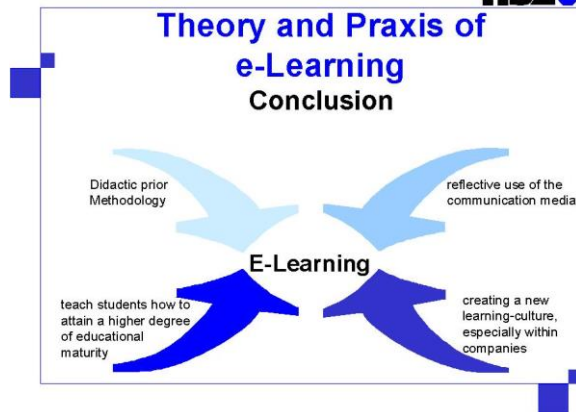 Theory and Praxis of
e-Learning
Conclusion
Didactic prior
Methodology
reflective use of the
communication media
E-Learning
teach students how to
attain a higher degree
of educational
maturity
creating a new
learning-culture,
especially within
companies